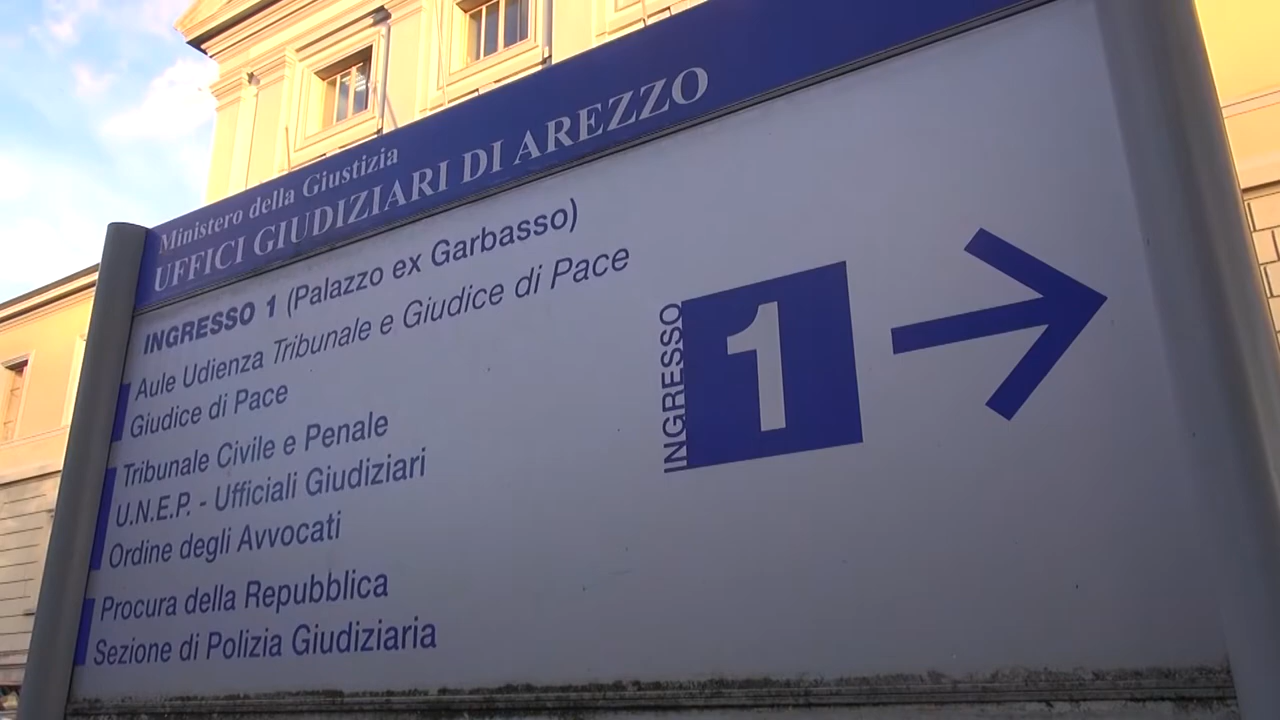 Ministero della Giustizia
UFFICI GIUDIZIARI DI AREZZO
INGRESSO 1 (Palazzo ex Garbasso)
Aule Udienza Tribunale e Giudice di Pace
Giudice di Pace
Tribunale Civile e Penale
U.N.E.P. - Ufficiali Giudiziari
Ordine degli Avvocati
Procura della Repubblica
Sezione di Polizia Giudiziaria
INGRESSO
1